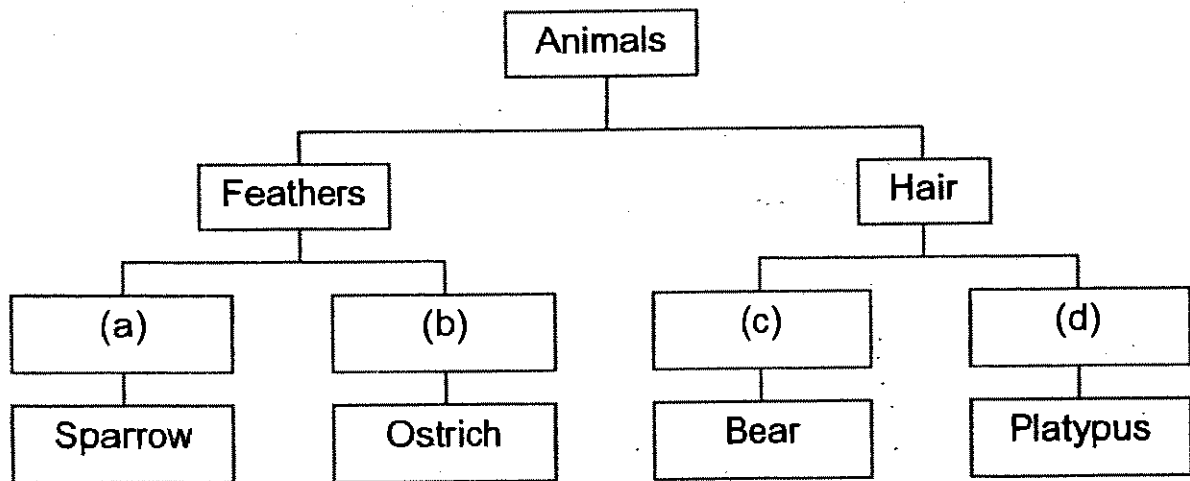 Animals
Feathers
Hair
(a)
(b)
(c)
(d)
Sparrow
Ostrich
Bear
Platypus